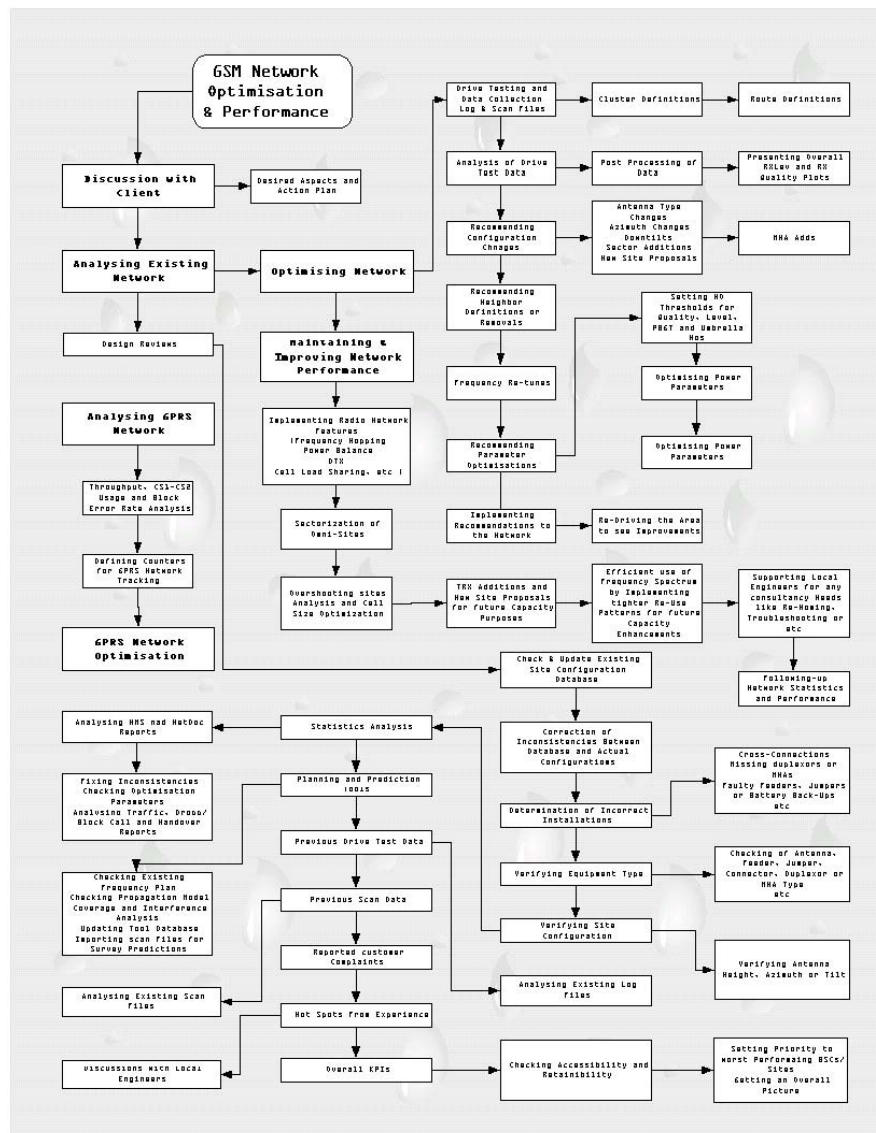 GSM Network
Optimisation
& Performance
Discussion with
Client
Desired Aspects and
Action Plan
Analysing Existing
Network
Optimising Network
Design Reviews
Maintaining &
Improving Network
Performance
Analysing GPRS
Network
Throughput, CS1-CS2
Usage and Block
Error Rate Analysis
Defining Counters
for GPRS Network
Tracking
GPRS Network
Optimisation
Implementing Radio Network
Features
(Frequency Hopping
Power Balance
DTX
Cell Load Sharing, etc )
Sectorization of
Omni-Sites
Overshooting sites
Analysis and Cell
Size Optimization
Drive Testing and
Data Collection
Log & Scan Files
Cluster Definitions
Route Definitions
Analysis of Drive
Test Data
Post Processing of
Data
Presenting Overall
RXLev and RX
Quality Plots
Recommending
Configuration
Chnages
Antenna Type
Changes
Azimuth Changes
Downtilts
Sector Additions
New Site Proposals
MHA Adds
Recommending
Neighbor
Definitions or
Removals
Setting HO
Thresholds for
Quality, Level,
PBGT and Umbrella
Hos
Frequency Re-tunes
Optimising Power
Parameters
Recommending
Parameter
Optimisations
Optimising Power
Parameters
Implementing
Recommendations to
the Network
Re-Driving the Area
to see Improvements
TRX Additions and
New Site Proposals
for future Capacity
Purposes
Efficient use of
Frequency Spectrum
by Implementing
tighter Re-Use
Patterns for future
Capacity
Enhancements
Supporting Local
Engineers for any
consultancy Needs
like Re-Homing,
Troubleshooting or
etc
Following-up
Network Statistics
and Performance
Check & Update Existing
Site Configuration
Database
Correction of
Inconsistencies Between
Database and Actual
Configurations
Determination of Incorrect
Installations
Cross-Connections
Missing duplexors or
MHAs
Faulty Feeders, Jumpers
or Battery Back-Ups
etc
Verifying Equipment Type
Checking of Antenna,
Feeder, Jumper,
Connector, Duplexor or
MHA Type
etc
Verifying Site
Configuration
Verifying Antenna
Height, Azimuth or Tilt
Statistics Analysis
Analysing NMS nad NetDoc
Reports
Fixing Inconsistencies
Checking Optimisation
Parameters
Analysing Traffic, Drop/
Block Call and Handover
Reports
Planning and Prediction
Tools
Checking Existing
Frequency Plan
Checking Propagation Model
Coverage and Interference
Analysis
Updating Tool Database
Importing scan files for
Survey Predictions
Previous Drive Test Data
Previous Scan Data
Reported customer
Complaints
Analysing Existing Scan
Files
Analysing Existing Log
Files
Hot Spots from Experience
Discussions with Local
Engineers
Overall KPIs
Checking Accessibility and
Retainibility
Setting Priority to
Worst Performaing BSCs/
Sites
Getting an Overall
Picture